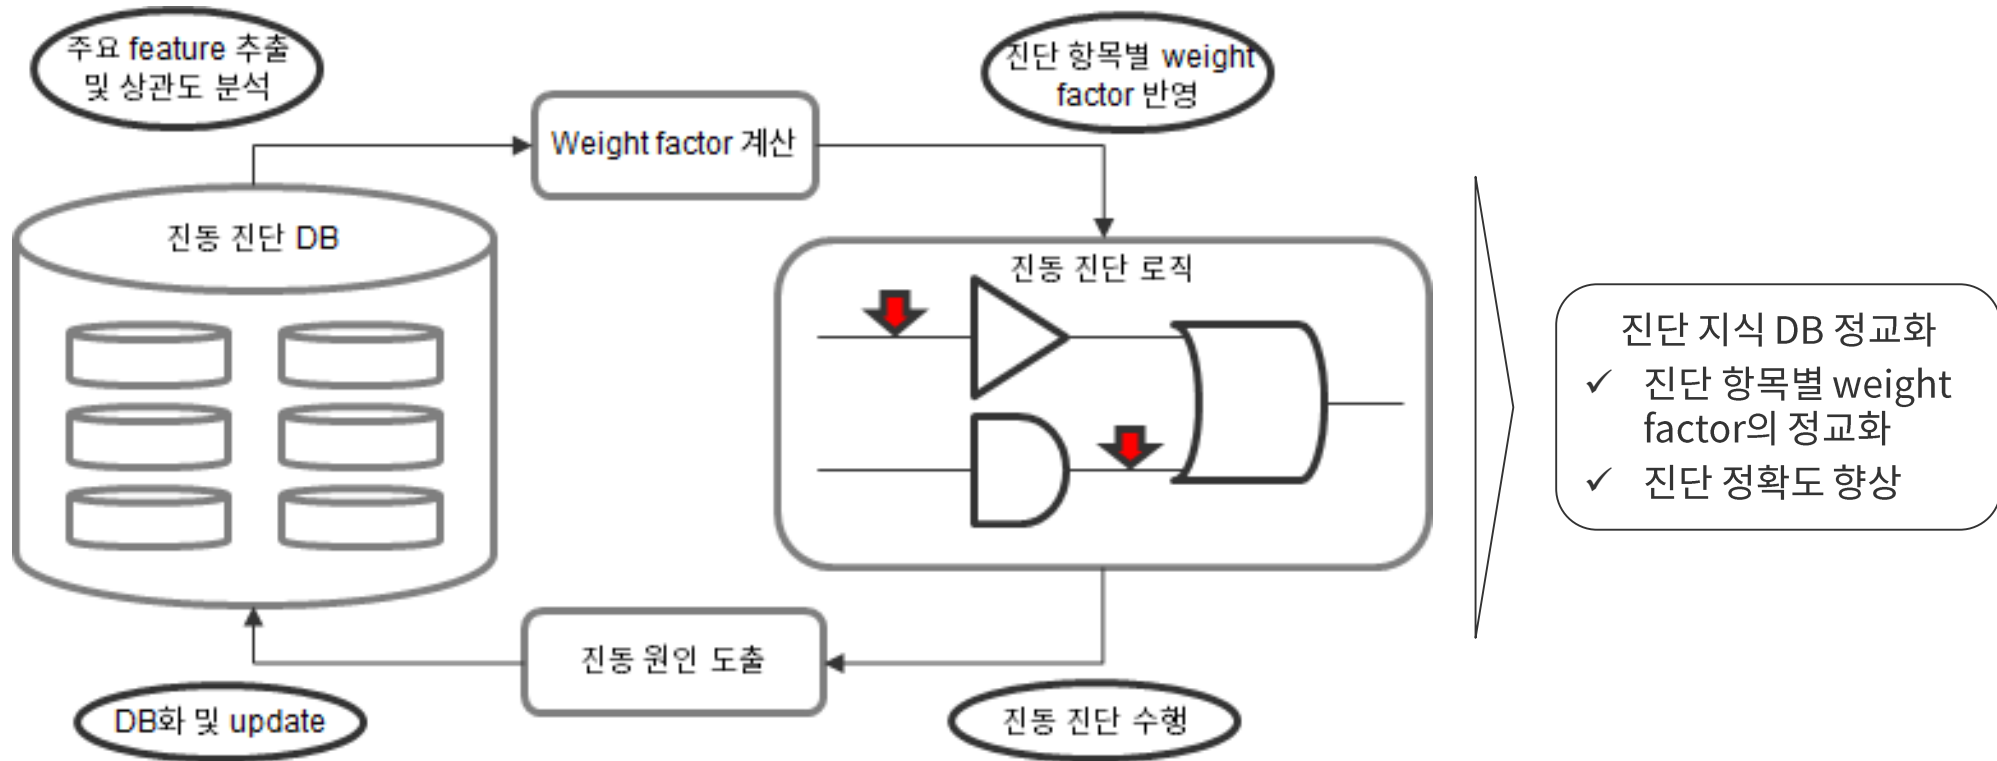 주요 feature 추출
및 상관도 분석
진단 항목별 weight
factor 반영
Weight factor 계산
진동 진단 DB
진동 진단 로직
진단 지식 DB 정교화
✓ 진단 항목별 weight
factor의 정교화
✓ 진단 정확도 향상
진동 원인 도출
DB화 및 update
진동 진단 수행